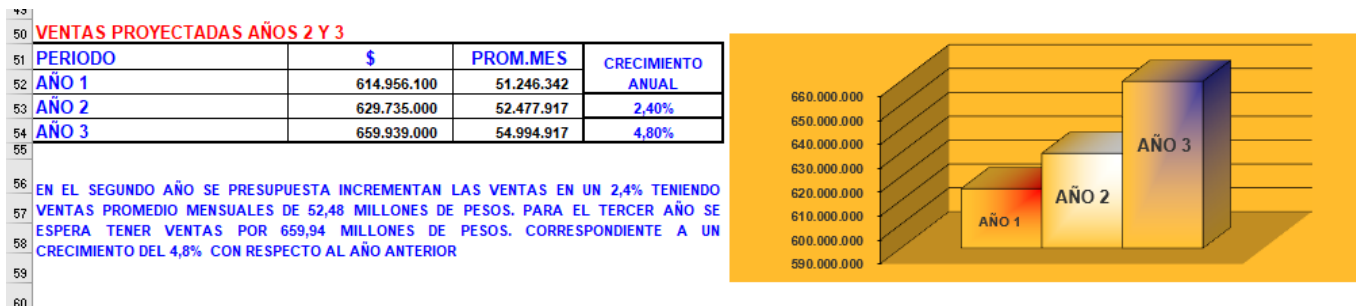 49
50 VENTAS PROYECTADAS AÑOS 2 Y 3
51 PERIODO $ PROM.MES CRECIMIENTO
52 AÑO 1 614.956.100 51.246.342 ANUAL
53 AÑO 2 629.735.000 52.477.917 2,40%
54 AÑO 3 659.939.000 54.994.917 4,80%
55
56 EN EL SEGUNDO AÑO SE PRESUPUESTA INCREMENTAN LAS VENTAS EN UN 2,4% TENIENDO
57 VENTAS PROMEDIO MENSUALES DE 52,48 MILLONES DE PESOS. PARA EL TERCER AÑO SE
58 ESPERA TENER VENTAS POR 659,94 MILLONES DE PESOS. CORRESPONDIENTE A UN
CRECIMIENTO DEL 4,8% CON RESPECTO AL AÑO ANTERIOR
59
60
660.000.000
650.000.000
640.000.000
630.000.000
620.000.000
610.000.000
600.000.000
590.000.000
AÑO 1
AÑO 2
AÑO 3